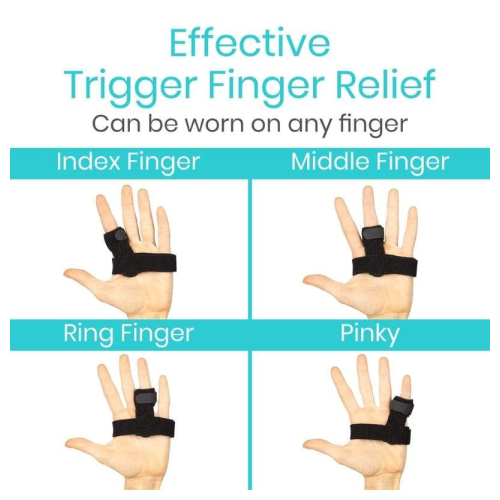 Effective
Trigger Finger Relief
Can be worn on any finger
Index Finger
Middle Finger
Ring Finger
Pinky